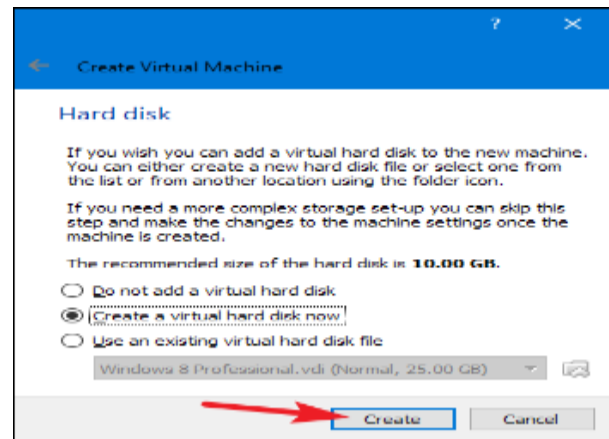 ?
Create Virtual Machine
Hard disk
If you wish you can add a virtual hard disk to the new machine.
You can either create a new hard disk file or select one from
the list or from another location using the folder icon.
If you need a more complex storage set-up you can skip this
step and make the changes to the machine settings once the
machine is created.
The recommended size of the hard disk is 10.00 GB.
Do not add a virtual hard disk
Create a virtual hard disk now
Use an existing virtual hard disk file
Windows 8 Professional.vdi (Normal, 25.00 GB)
Create Cancel